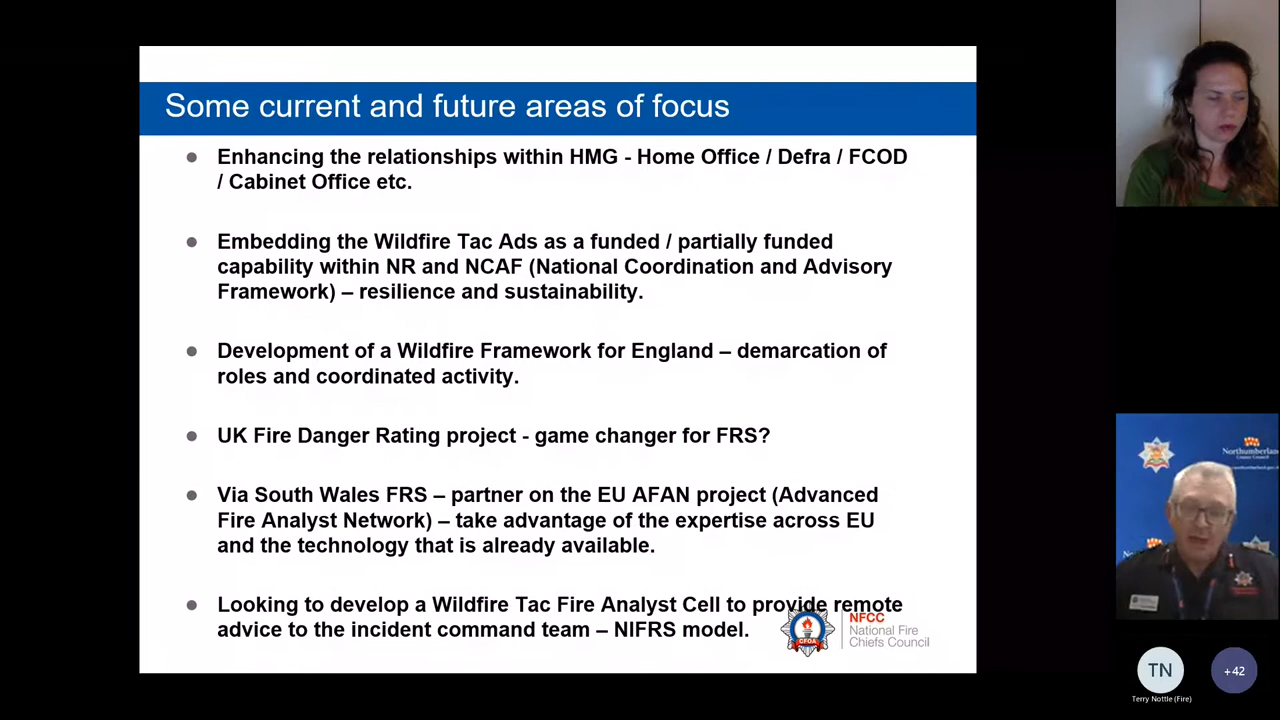 Some current and future areas of focus
Enhancing the relationships within HMG - Home Office / Defra / FCOD
/ Cabinet Office etc.
Embedding the Wildfire Tac Ads as a funded / partially funded
capability within NR and NCAF (National Coordination and Advisory
Framework) – resilience and sustainability.
Development of a Wildfire Framework for England – demarcation of
roles and coordinated activity.
UK Fire Danger Rating project - game changer for FRS?
Via South Wales FRS – partner on the EU AFAN project (Advanced
Fire Analyst Network) – take advantage of the expertise across EU
and the technology that is already available.
Looking to develop a Wildfire Tac Fire Analyst Cell to provide remote
advice to the incident command team – NIFRS model.
CFOA
NFCC
National Fire
Chiefs Council
Northumberland
TN
+42
Terry Nottle (Fire)